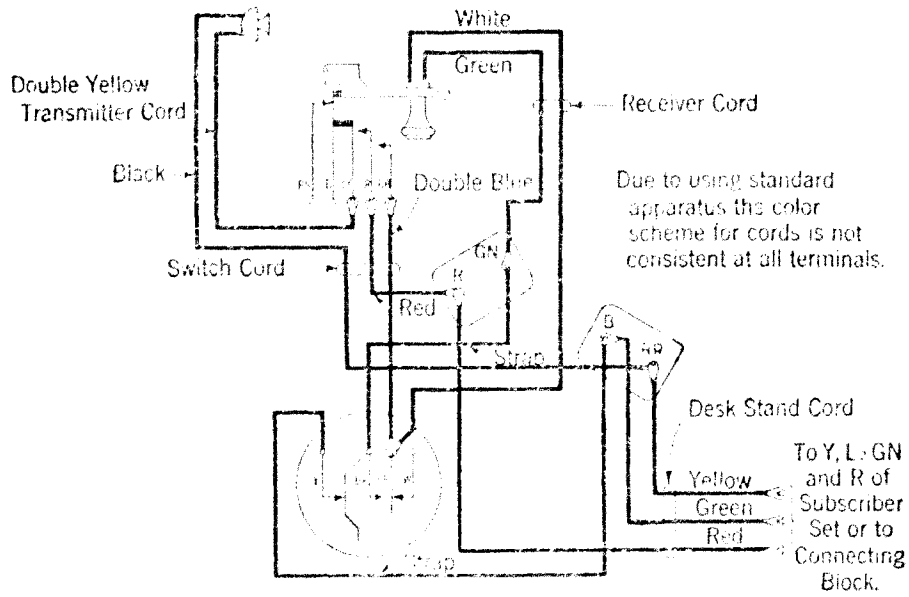 White
Green
Double Yellow
Transmitter Cord
Receiver Cord
Black
Double Blue
Due to using standard
apparatus the color
scheme for cords is not
consistent at all terminals.
GN
Switch Cord
R
Red
B
Strap
RR
Desk Stand Cord
To Y, L GN
and R of
Subscriber
Set or to
Connecting
Block.
Yellow
Green
Red